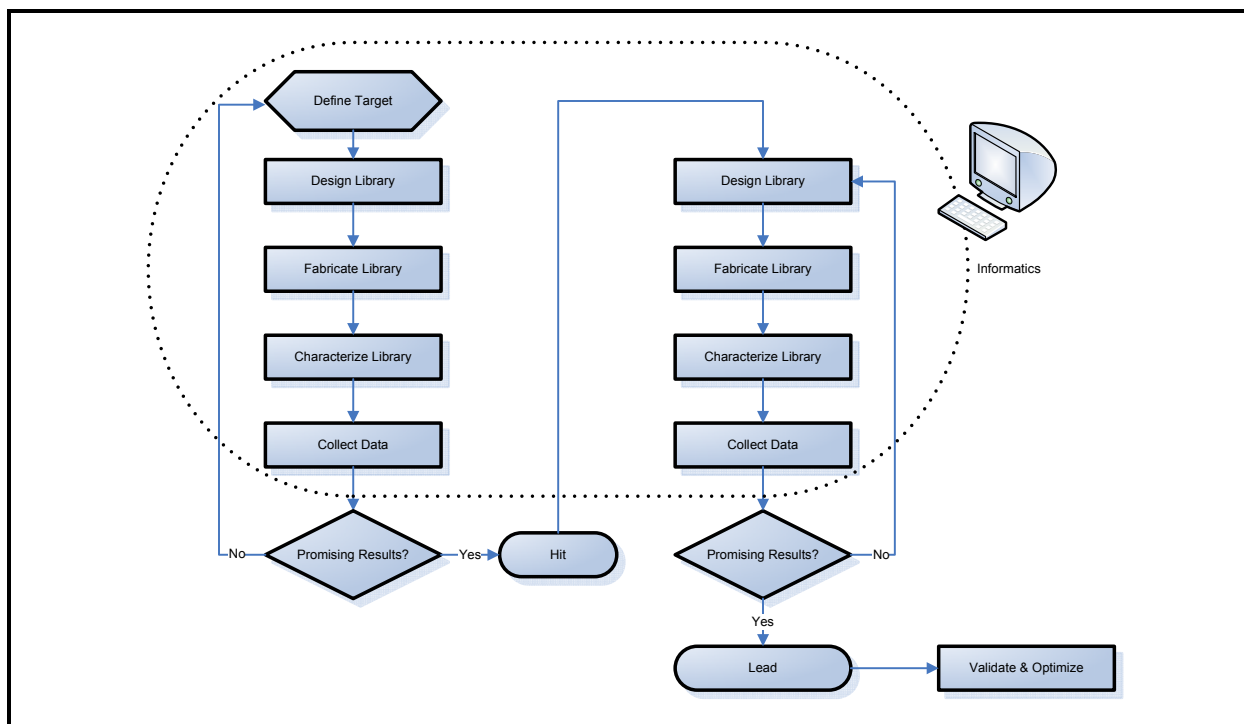 Define Target
Design Library
Fabricate Library
Characterize Library
Collect Data
Promising Results?
No
Yes
Hit
Design Library
Fabricate Library
Characterize Library
Collect Data
Promising Results?
No
Yes
Lead
Validate & Optimize
Informatics